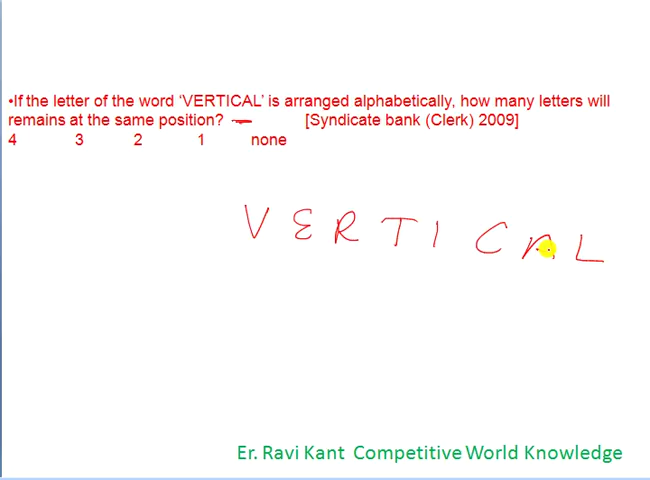 •If the letter of the word ‘VERTICAL’ is arranged alphabetically, how many letters will
remains at the same position? [Syndicate bank (Clerk) 2009]
4 3 2 1 none
V E R T I C A L
Er. Ravi Kant Competitive World Knowledge